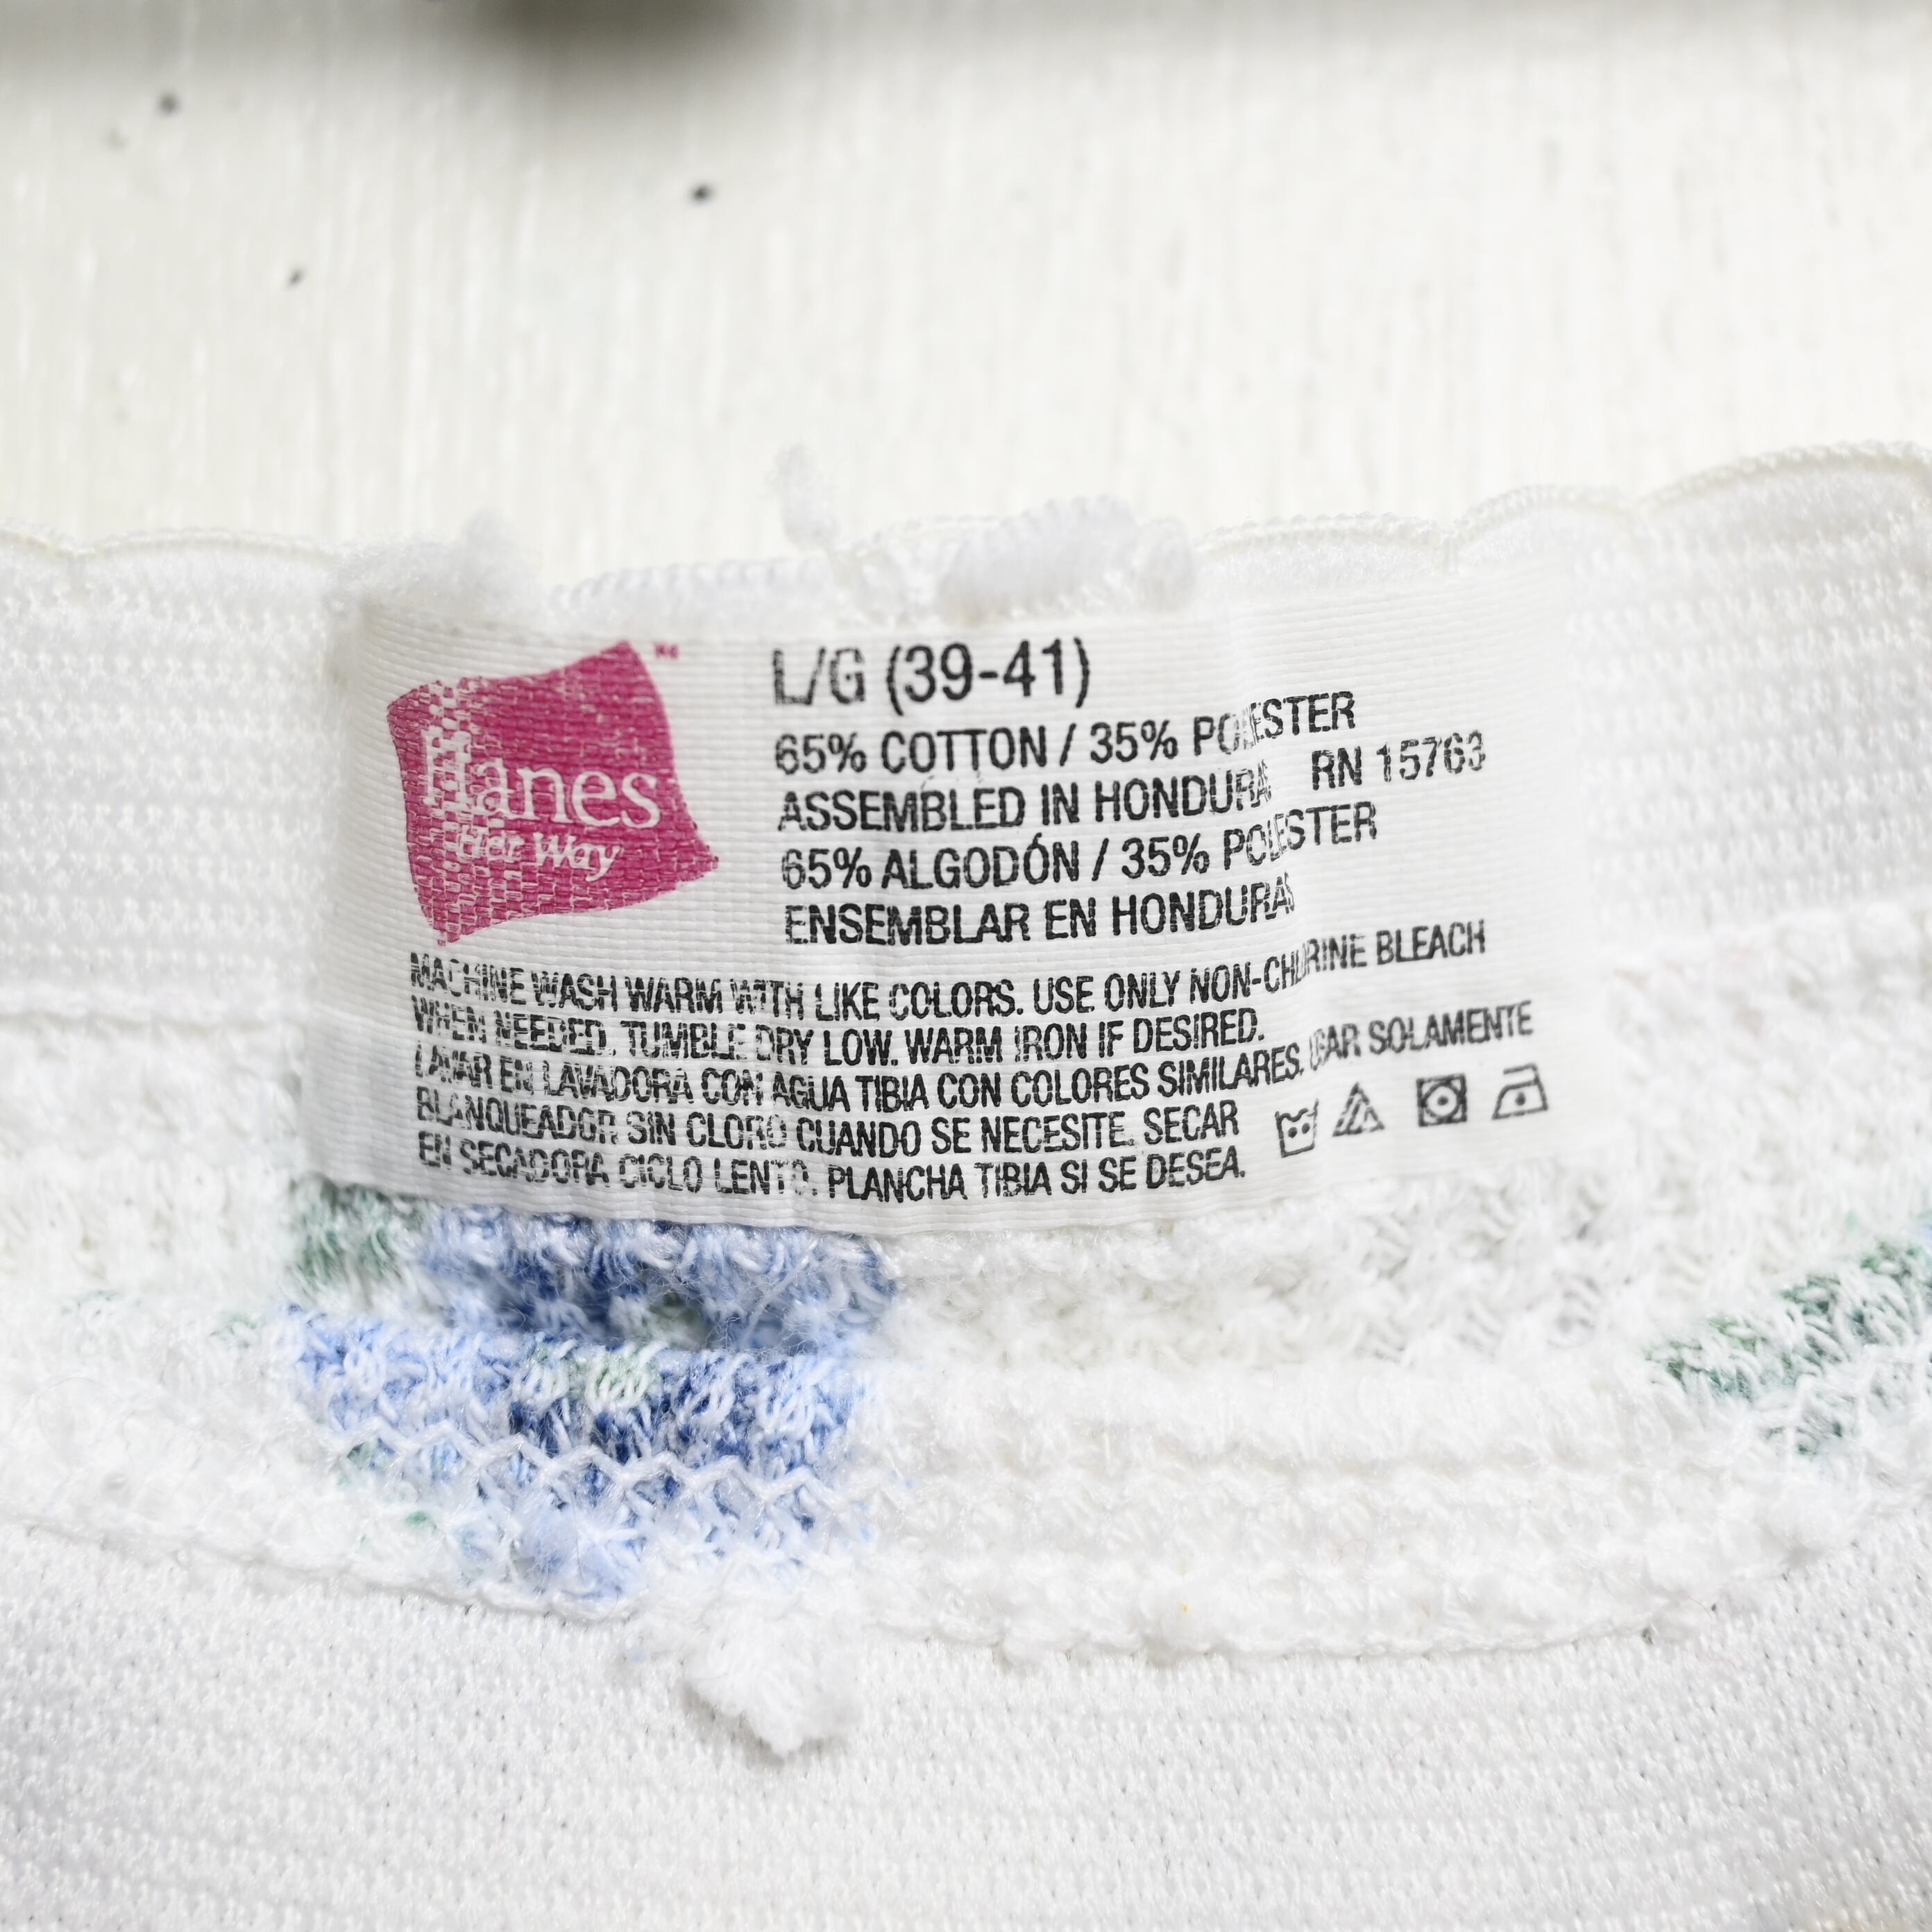 Hanes
Her Way
L/G (39-41)
65% COTTON / 35% POLYESTER
ASSEMBLED IN HONDURAS RN 15763
65% ALGODÓN / 35% POLIESTER
ENSEMBLAR EN HONDURAS
MACHINE WASH WARM WITH LIKE COLORS. USE ONLY NON-CHLORINE BLEACH
WHEN NEEDED. TUMBLE DRY LOW. WARM IRON IF DESIRED.
LAVAR EN LAVADORA CON AGUA TIBIA CON COLORES SIMILARES. USAR SOLAMENTE
BLANQUEADOR SIN CLORO CUANDO SE NECESITE. SECAR
EN SECADORA CICLO LENTO. PLANCHA TIBIA SI SE DESEA.